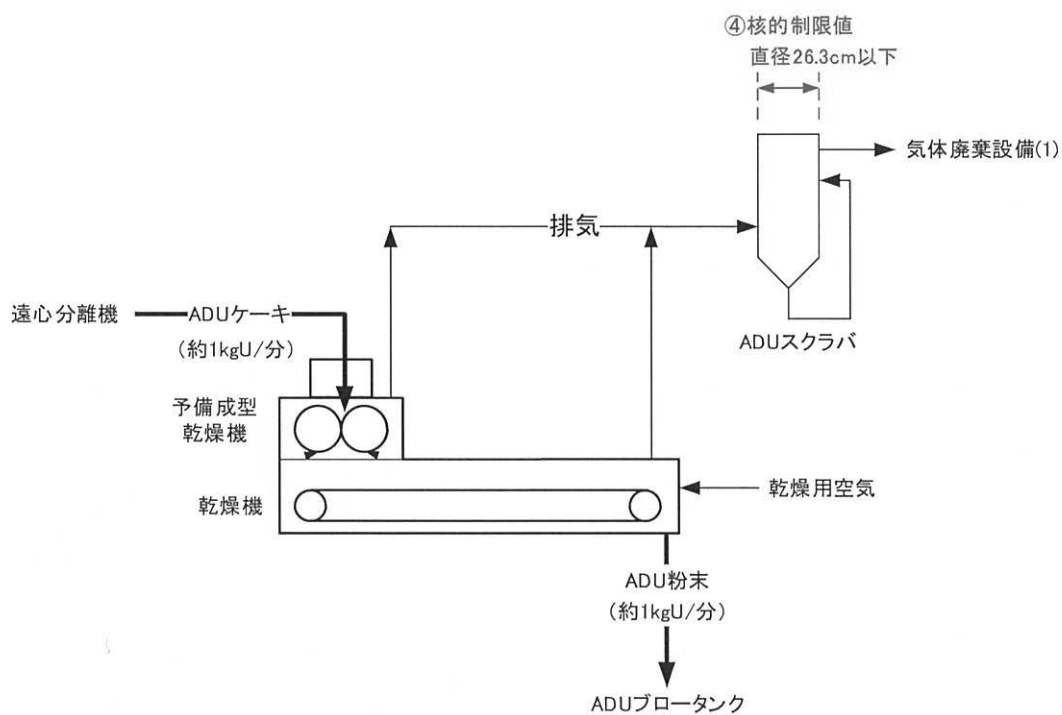 ④核的制限値
直径26.3cm以下
気体廃棄設備(1)
排気
遠心分離機
ADUケーキ
(約1kgU/分)
ADUスクラバ
予備成型
乾燥機
乾燥機
乾燥用空気
ADU粉末
(約1kgU/分)
ADUブロータンク